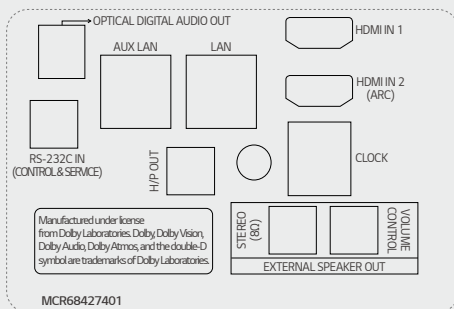 OPTICAL DIGITAL AUDIO OUT
AUX LAN
LAN
HDMI IN 1
HDMI IN 2
(ARC)
RS-232C IN
(CONTROL & SERVICE)
H/P OUT
CLOCK
STEREO
(8Ω)
VOLUME
CONTROL
EXTERNAL SPEAKER OUT
Manufactured under license
from Dolby Laboratories. Dolby, Dolby Vision,
Dolby Audio, Dolby Atmos, and the double-D
symbol are trademarks of Dolby Laboratories.
MCR68427401